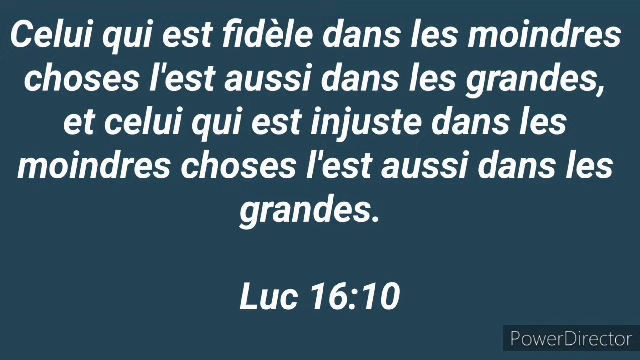 Celui qui est fidèle dans les moindres
choses l'est aussi dans les grandes,
et celui qui est injuste dans les
moindres choses l'est aussi dans les
grandes.
Luc 16:10
PowerDirector